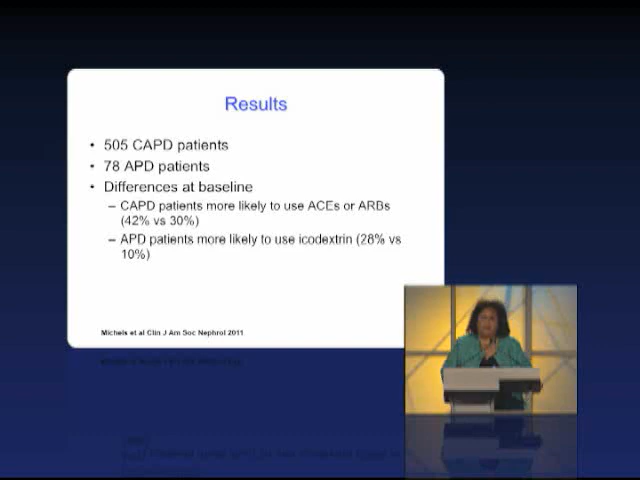 Results
• 505 CAPD patients
• 78 APD patients
• Differences at baseline
– CAPD patients more likely to use ACEs or ARBs
(42% vs 30%)
– APD patients more likely to use icodextrin (28% vs
10%)
Michels et al Clin J Am Soc Nephrol 2011